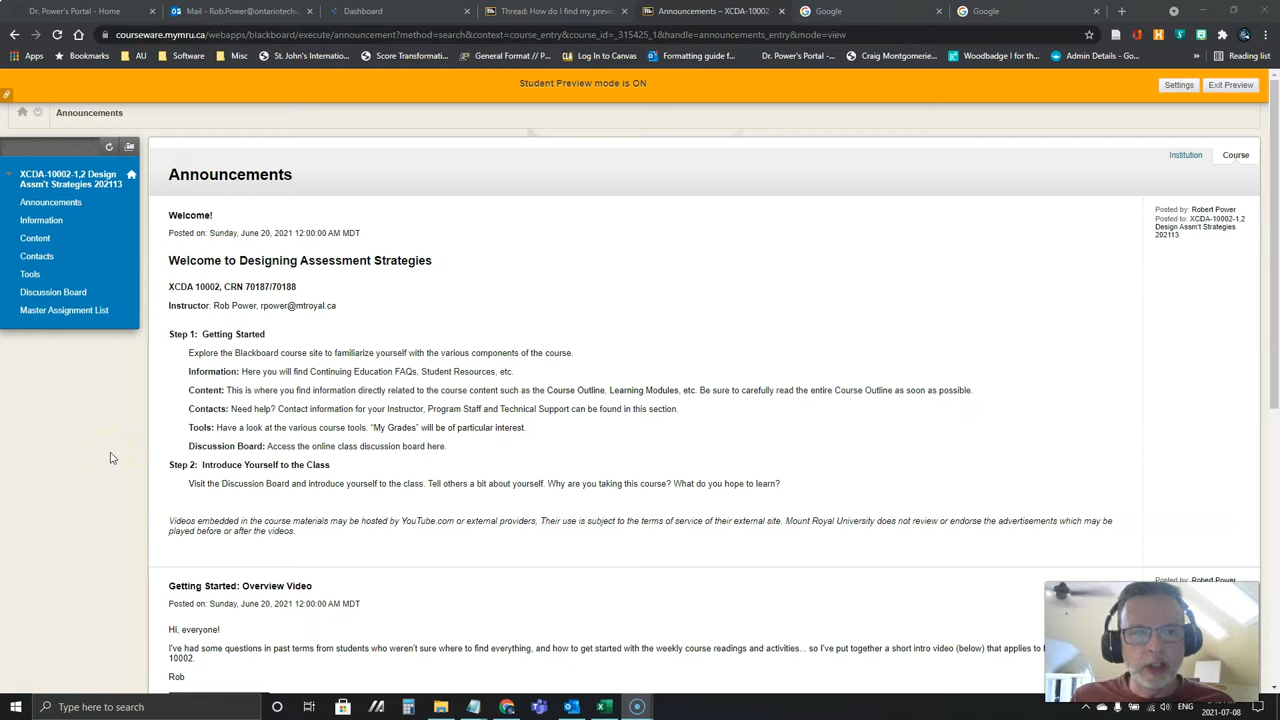 Dr. Power's Portal - Home
Mail - Rob.Power@ontariotech
Dashboard
Thread: How do I find my previo
Announcements – XCDA-10002
Google
Google
courseware.mymru.ca/webapps/blackboard/execute/announcement?method=search&context=course_entry&course_id=_315425_1&handle=announcements_entry&mode=view
Apps
Bookmarks
AU
Software
Misc
St. John's Internatio...
Score Transformati...
General Format // P...
Craft Software
Formatting guide f...
Dr. Power's Portal
Craig Montgomerie...
Woodbadge I for th...
Admin Details - Go...
»
Reading list
Student Preview mode is ON
Settings
Exit Preview
Announcements
XCDA-10002-1,2 Design
Assm't Strategies 202113
Announcements
Information
Content
Contacts
Tools
Discussion Board
Master Assignment List
Institution
Course
Announcements
Welcome!
Posted on: Sunday, June 20, 2021 12:00:00 AM MDT
Posted by: Robert Power
Posted to: XCDA-10002-1,2
Design Assm't Strategies
202113
Welcome to Designing Assessment Strategies
XCDA 10002, CRN 70187/70188
Instructor: Rob Power, rpower@mtroyal.ca
Step 1: Getting Started
Explore the Blackboard course site to familiarize yourself with the various components of the course.
Information: Here you will find Continuing Education FAQs, Student Resources, etc.
Content: This is where you find information directly related to the course content such as the Course Outline, Learning Modules, etc. Be sure to carefully read the entire Course Outline as soon as possible.
Contacts: Need help? Contact information for your Instructor, Program Staff and Technical Support can be found in this section.
Tools: Have a look at the various course tools. “My Grades” will be of particular interest.
Discussion Board: Access the online class discussion board here.
Step 2: Introduce Yourself to the Class
Visit the Discussion Board and introduce yourself to the class. Tell others a bit about yourself. Why are you taking this course? What do you hope to learn?
Videos embedded in the course materials may be hosted by YouTube.com or external providers, Their use is subject to the terms of service of their external site. Mount Royal University does not review or endorse the advertisements which may be
played before or after the videos.
Getting Started: Overview Video
Posted on: Sunday, June 20, 2021 12:00:00 AM MDT
Posted by: Robert Power
Hi, everyone!
I've had some questions in past terms from students who weren't sure where to find everything, and how to get started with the weekly course readings and activities... so I've put together a short intro video (below) that applies to
10002.
Rob
Type here to search
ENG
2021-07-08